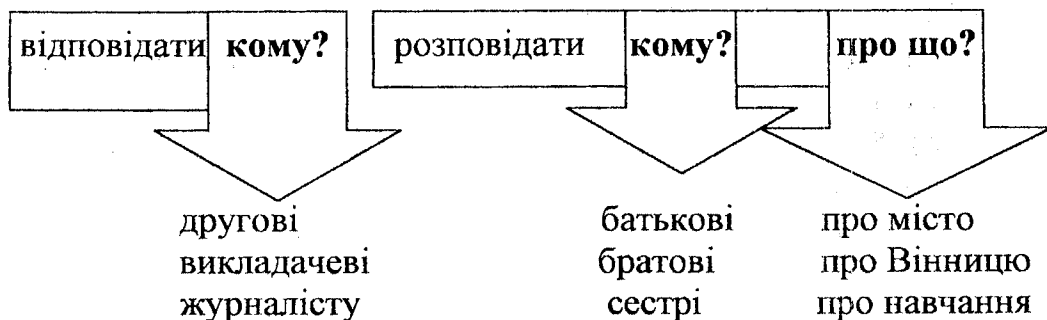 відповідати кому? розповідати кому? про що?
другові батькові про місто
викладачеві братові про Вінницю
журналісту сестрі про навчання